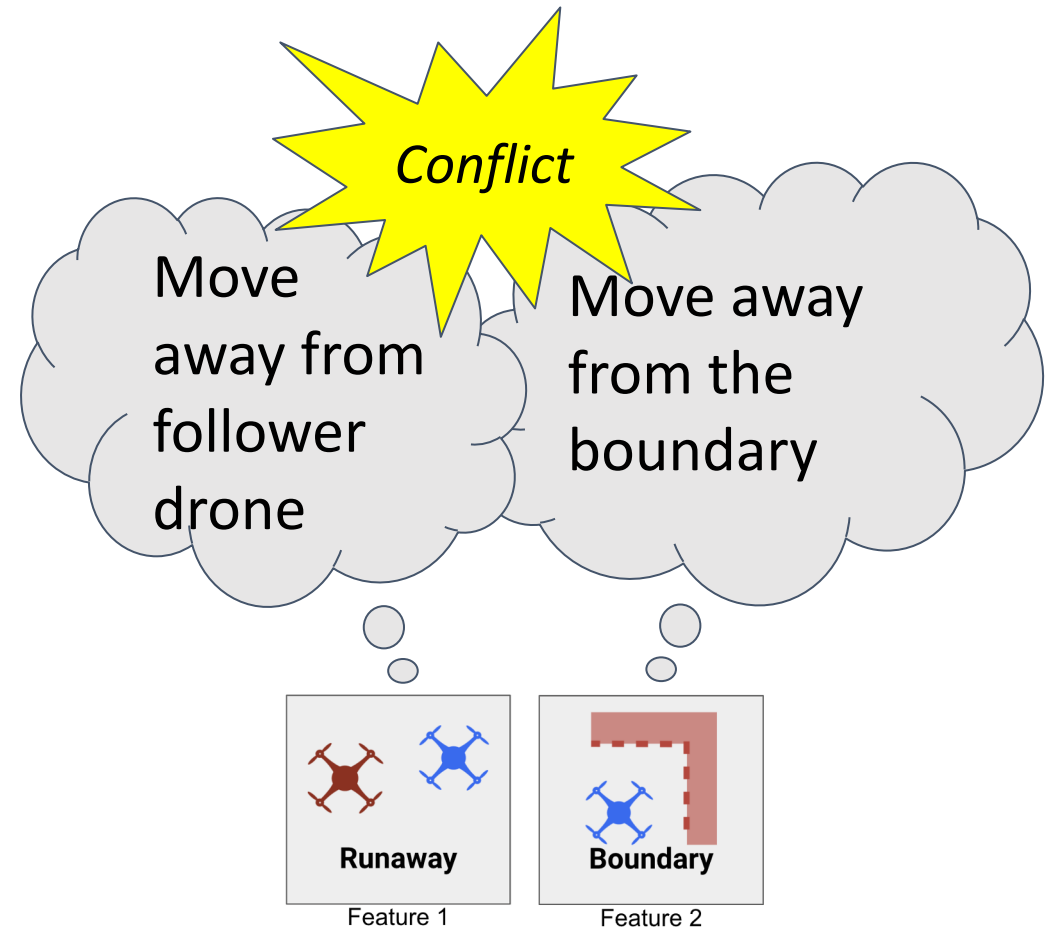 Conflict
Move
away from
follower
drone
Move away
from the
boundary
Runaway
Feature 1
Boundary
Feature 2